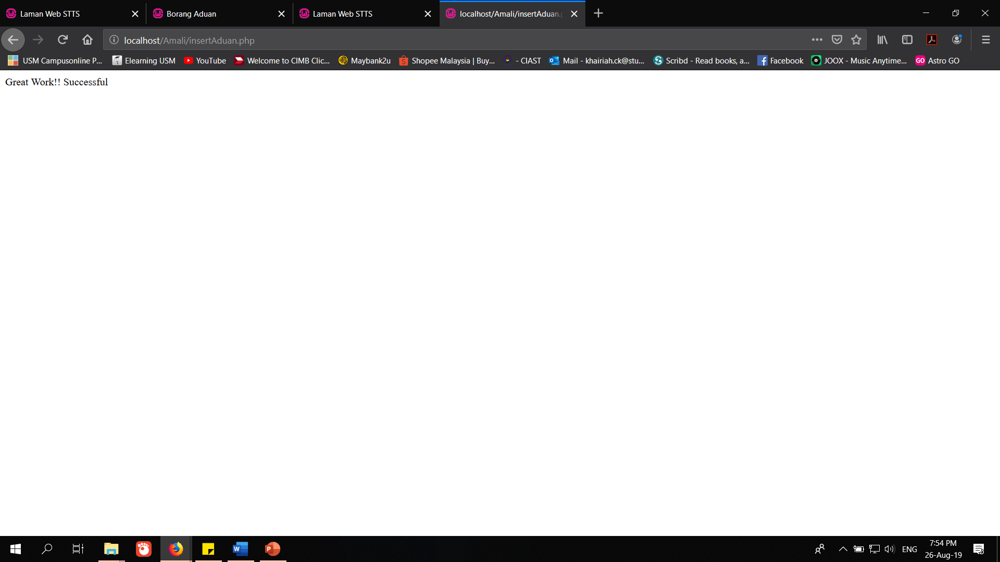 Laman Web STTS
Borang Aduan
Laman Web STTS
localhost/Amali/insertAduan.p
localhost/Amali/insertAduan.php
USM Campusonline P...
Elearning USM
YouTube
Welcome to CIMB Clic...
Maybank2u
Shopee Malaysia | Buy...
- CIAST
Mail - khairiah.ck@stu...
Scribd - Read books, a...
Facebook
JOOX - Music Anytime...
GO Astro GO
Great Work!! Successful
ENG
7:54 PM
26-Aug-19